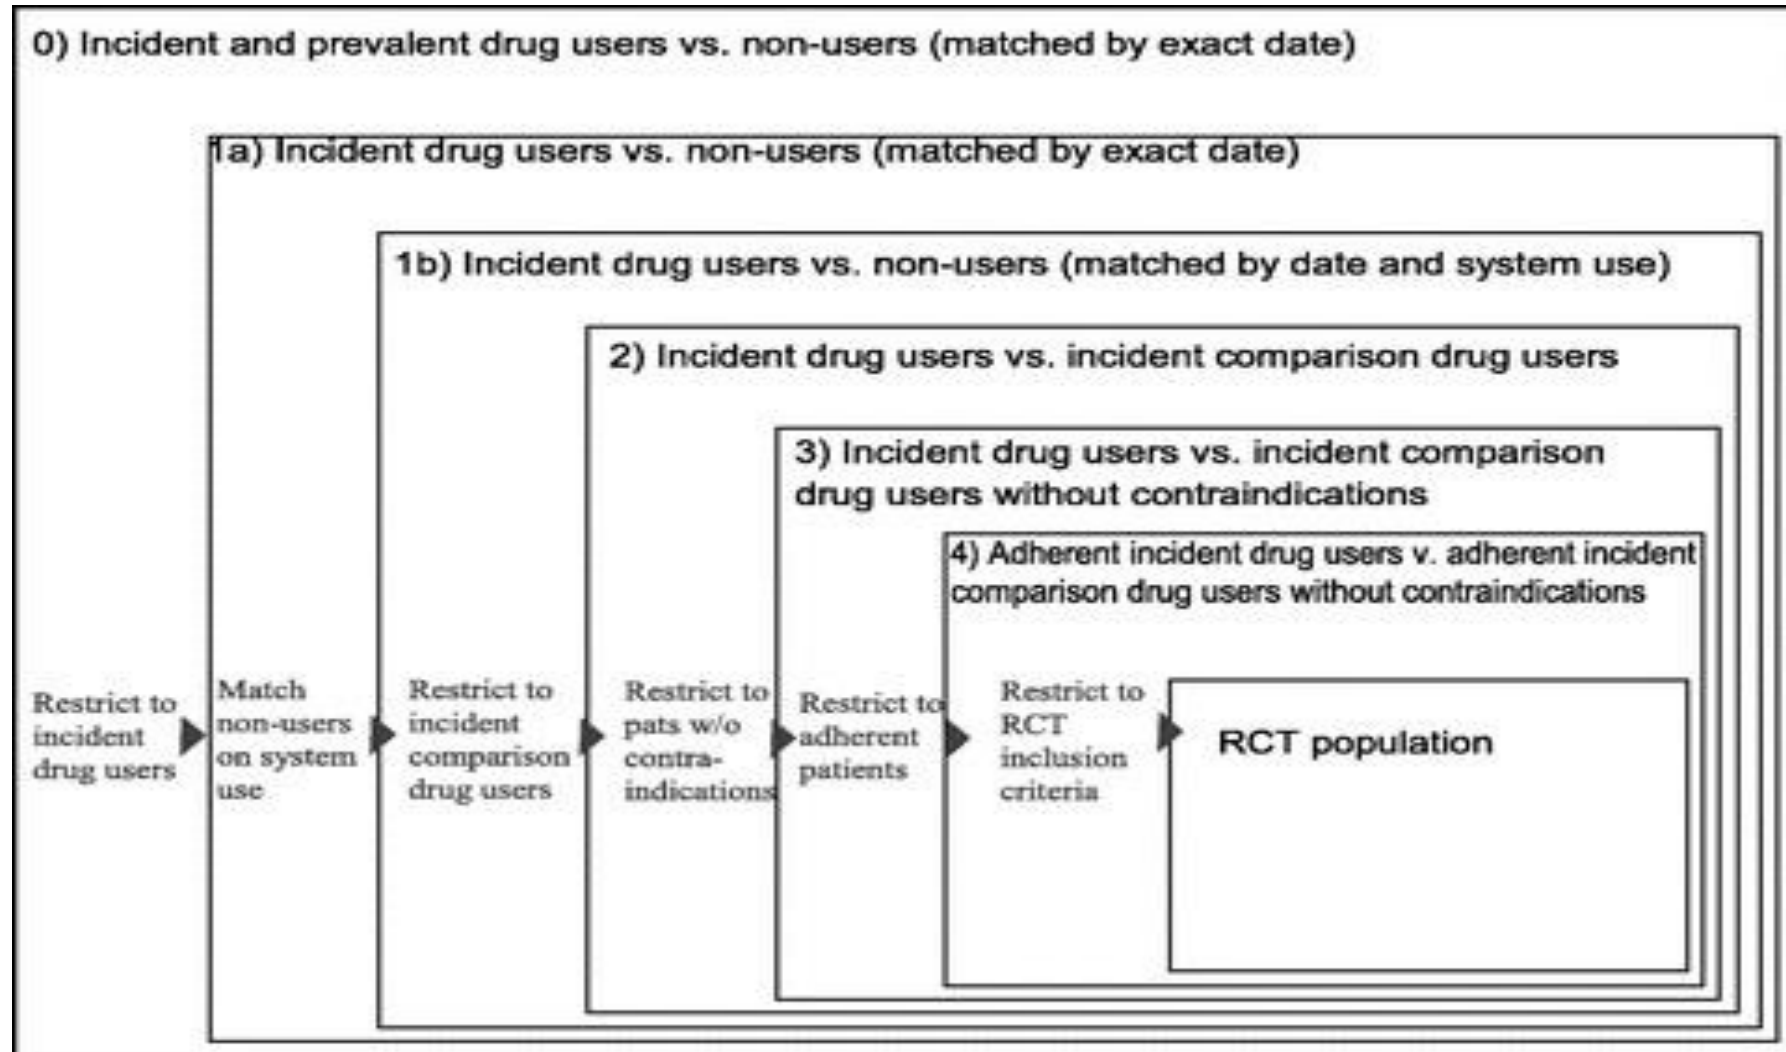 0) Incident and prevalent drug users vs. non-users (matched by exact date)
1a) Incident drug users vs. non-users (matched by exact date)
1b) Incident drug users vs. non-users (matched by date and system use)
2) Incident drug users vs. incident comparison drug users
3) Incident drug users vs. incident comparison
drug users without contraindications
4) Adherent incident drug users v. adherent incident
comparison drug users without contraindications
Restrict to
incident
drug users
Match
non-users
on system
use
Restrict to
incident
comparison
drug users
Restrict to
pats w/o
contra-
indications
Restrict to
adherent
patients
Restrict to
RCT
inclusion
criteria
RCT population